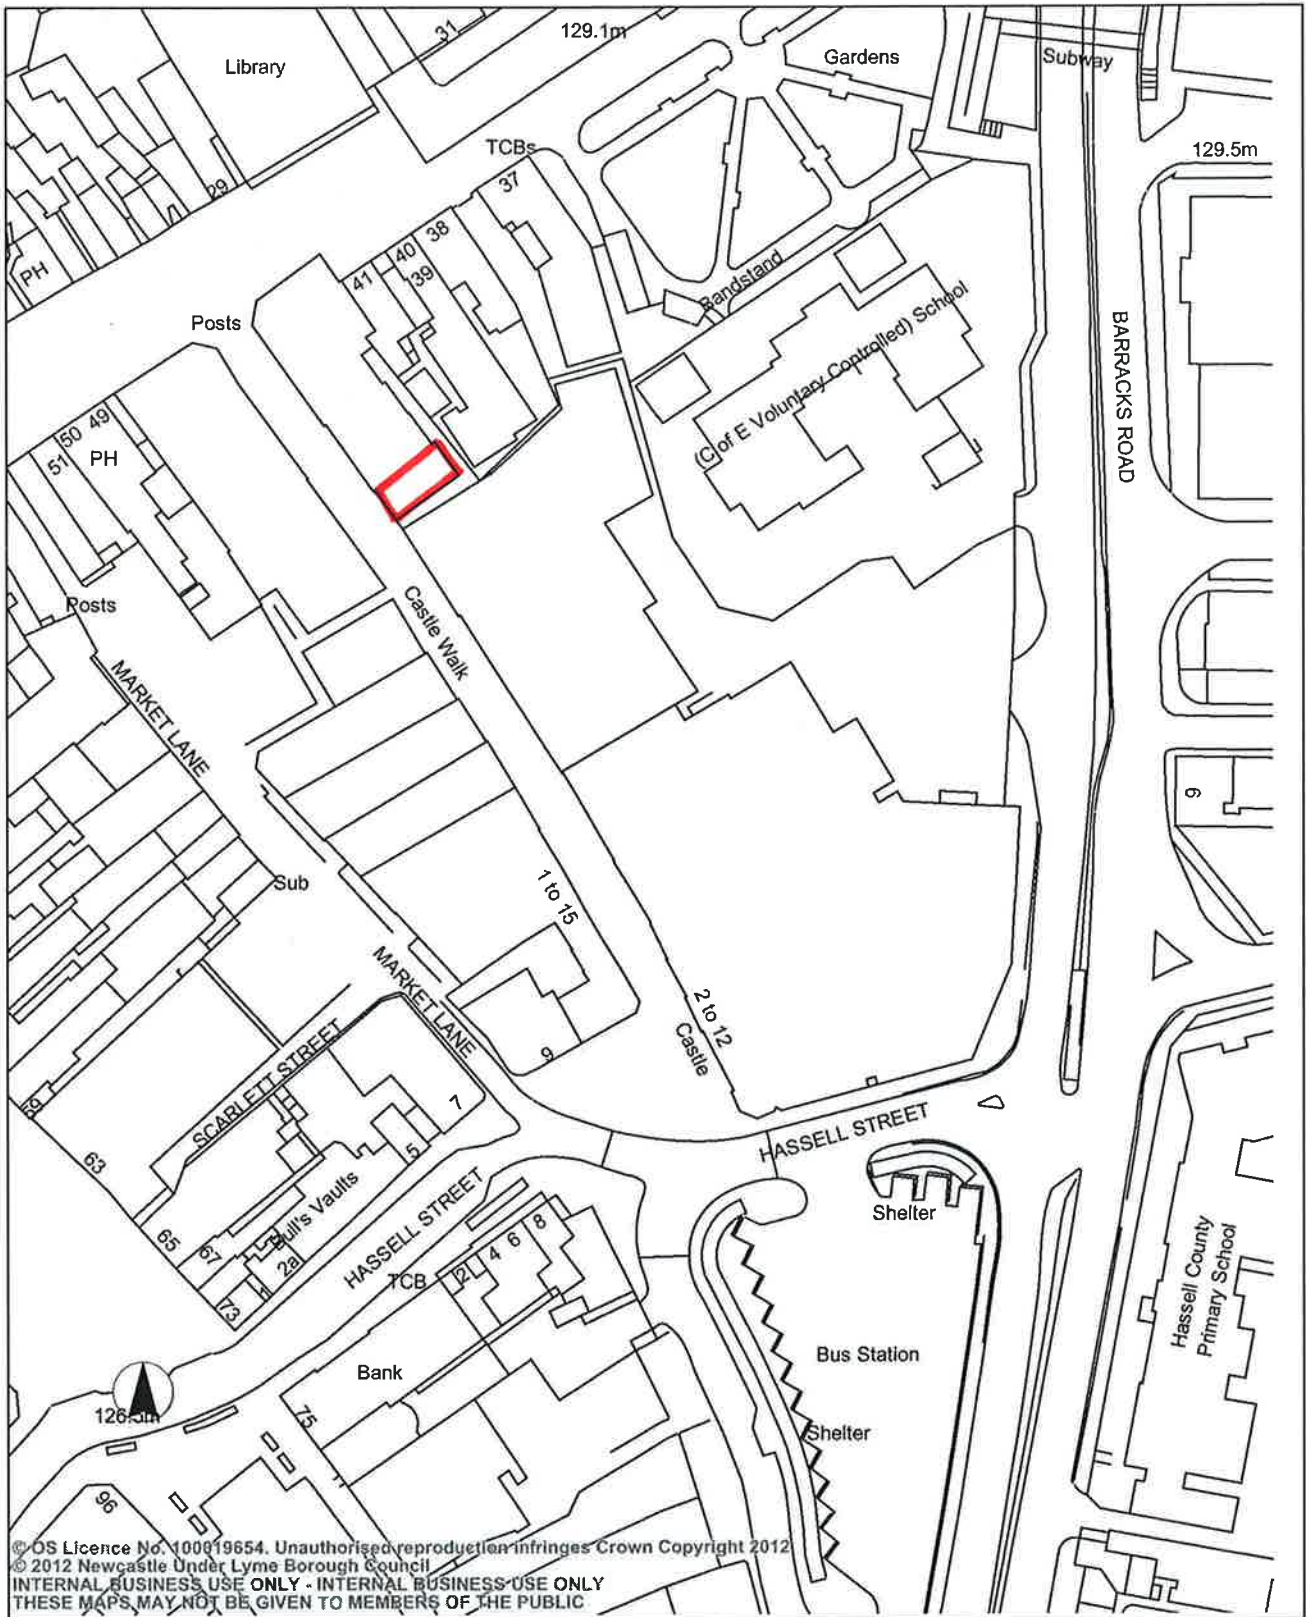 31
129.1m
Library
Gardens
Subway
TCBs
129.5m
37
29
38
40
39
41
PH
Bandstand
Posts
(C of E Voluntary Controlled) School
BARRACKS ROAD
49
50
51
PH
Posts
Castle Walk
MARKET LANE
9
Sub
1 to 15
MARKET LANE
2 to 12
Castle
SCARLETT STREET
9
7
59
HASSELL STREET
5
63
Bull's Vaults
HASSELL STREET
Shelter
65
67
2a
1
73
8
6
4
2
TCB
Hassell County
Primary School
Bus Station
Bank
75
126.5m
Shelter
96
© OS Licence No. 100019654. Unauthorised reproduction infringes Crown Copyright 2012
© 2012 Newcastle Under Lyme Borough Council
INTERNAL BUSINESS USE ONLY - INTERNAL BUSINESS USE ONLY
THESE MAPS MAY NOT BE GIVEN TO MEMBERS OF THE PUBLIC